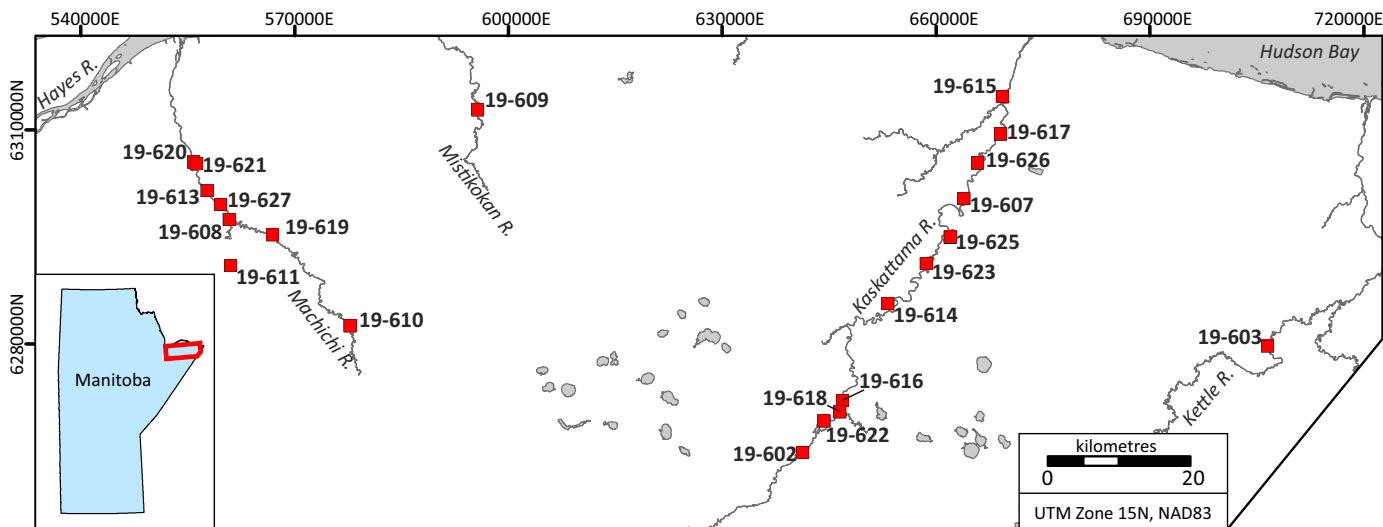 540000E 570000E 600000E 630000E 660000E 690000E 720000E
Hudson Bay
Hayes R.
6310000N
6280000N
19-615
19-609
19-617
19-620
19-621
19-626
19-613
19-627
19-607
19-608
19-619
Mistikokan R.
19-625
19-611
19-623
Kaskattama R.
19-614
Machichi R.
19-610
19-603
Manitoba
19-616
19-618
Kettle R.
19-622
19-602
kilometres
0 20
UTM Zone 15N, NAD83